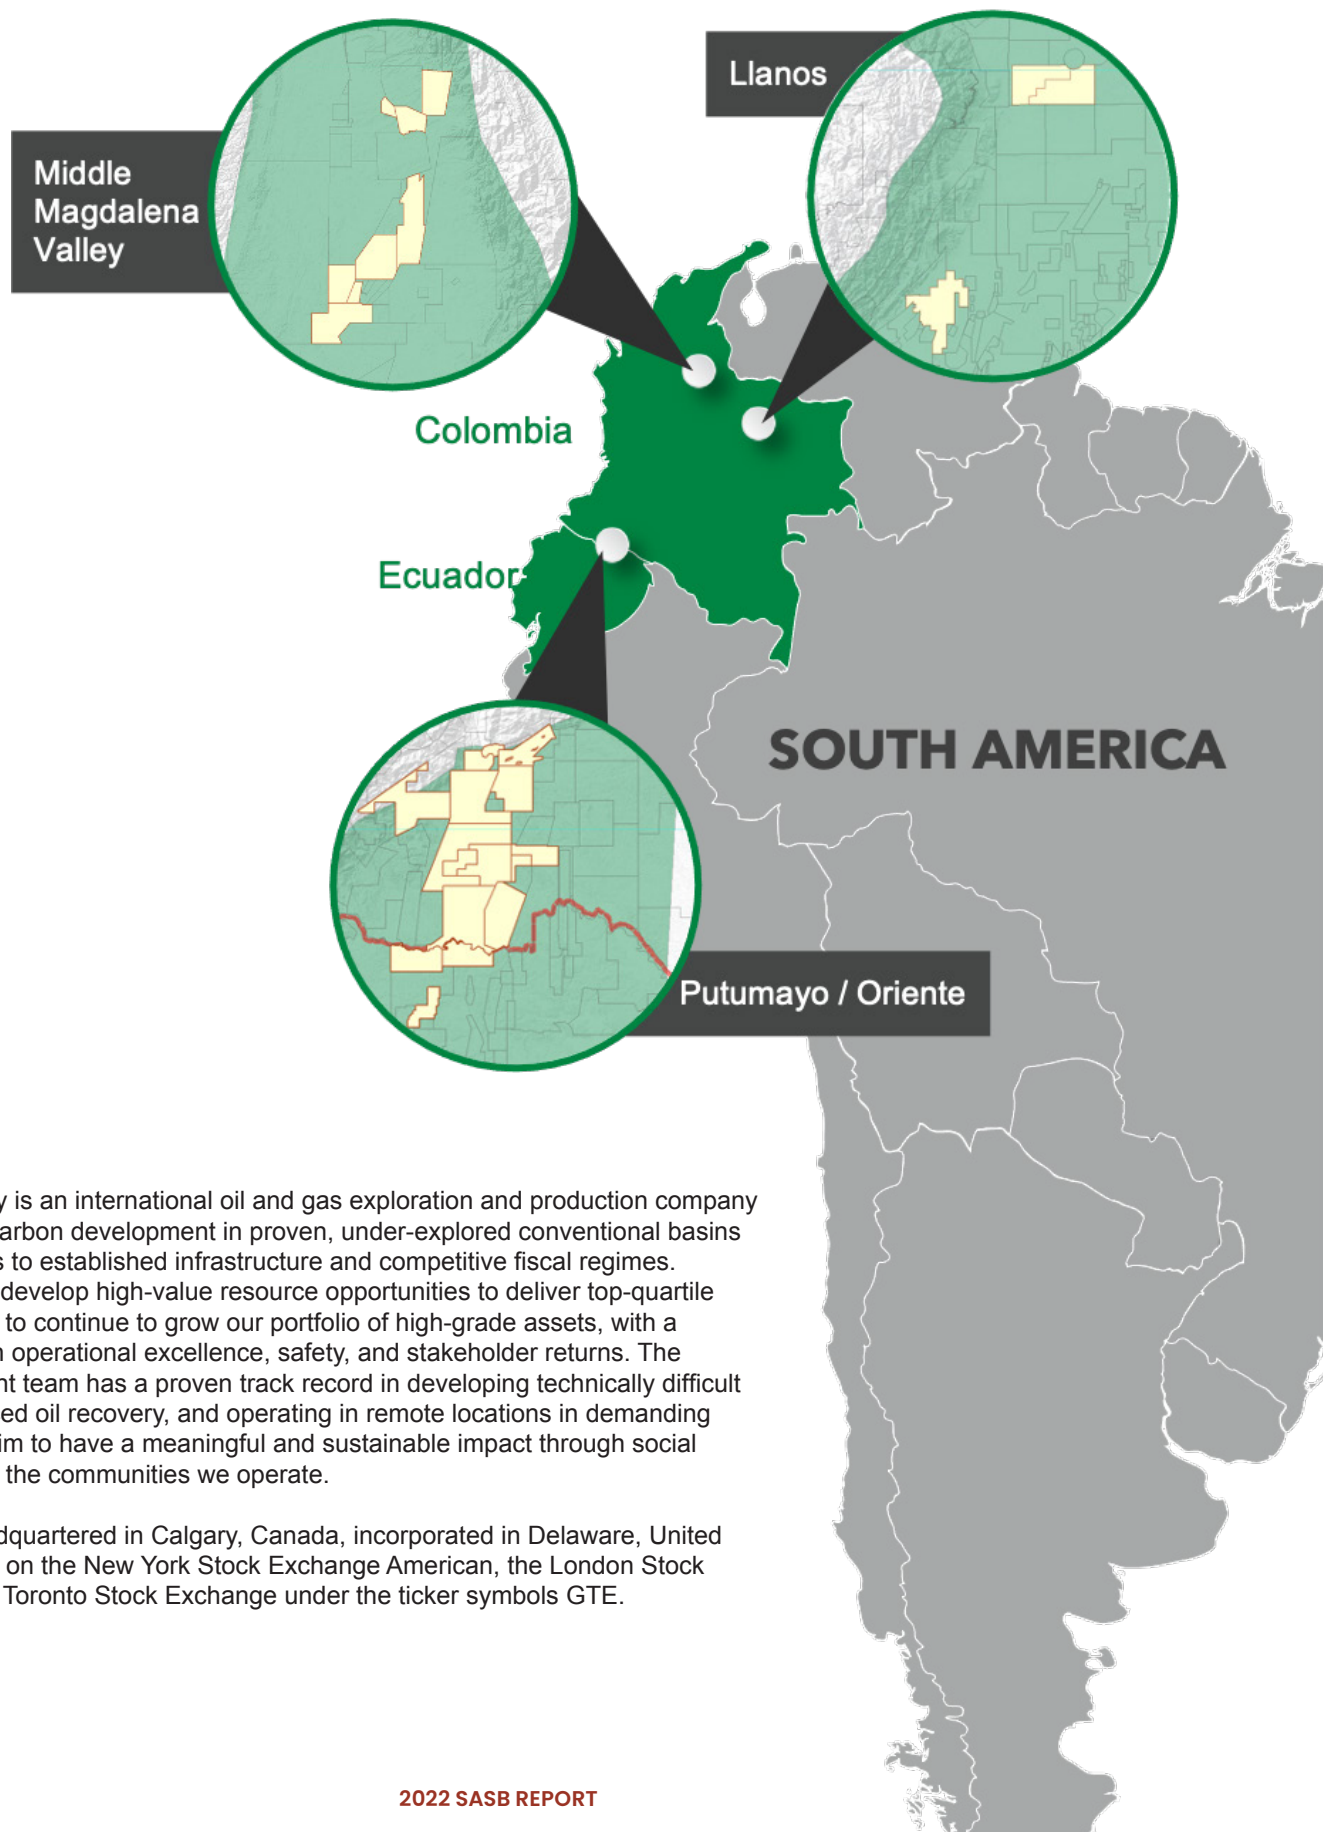 Llanos
Middle
Magdalena
Valley
Colombia
Ecuador
SOUTH AMERICA
Putumayo / Oriente
y is an international oil and gas exploration and production company
arbon development in proven, under-explored conventional basins
s to established infrastructure and competitive fiscal regimes.
develop high-value resource opportunities to deliver top-quartile
to continue to grow our portfolio of high-grade assets, with a
n operational excellence, safety, and stakeholder returns. The
nt team has a proven track record in developing technically difficult
ed oil recovery, and operating in remote locations in demanding
im to have a meaningful and sustainable impact through social
the communities we operate.
dquartered in Calgary, Canada, incorporated in Delaware, United
on the New York Stock Exchange American, the London Stock
Toronto Stock Exchange under the ticker symbols GTE.
2022 SASB REPORT